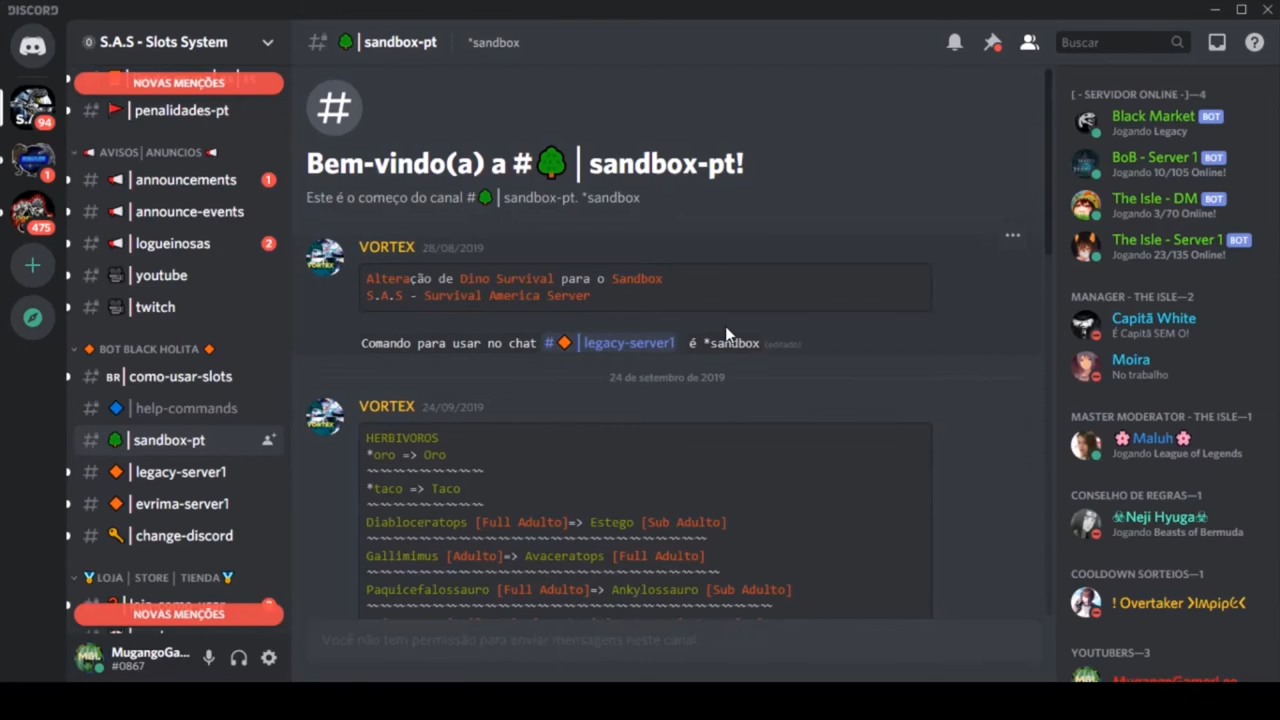 DISCORD
S.A.S - Slots System
sandbox-pt
*sandbox
Buscar
94
1
475
NOVAS MENÇÕES
penalidades-pt
AVISOS | ANUNCIOS
announcements
1
announce-events
logueinosas
2
youtube
twitch
BOT BLACK HOLITA
BR | como-usar-slots
help-commands
sandbox-pt
legacy-server1
evrima-server1
change-discord
LOJA | STORE | TIENDA
NOVAS MENÇÕES
MugangoGa...
#0867
Bem-vindo(a) a # | sandbox-pt!
Este é o começo do canal # | sandbox-pt. *sandbox
VORTEX 28/08/2019
Alteração de Dino Survival para o Sandbox
S.A.S - Survival America Server
Comando para usar no chat # | legacy-server1 é *sandbox (editado)
24 de setembro de 2019
VORTEX 24/09/2019
HERBIVOROS
*oro => Oro
~~~~~~~~~~~~~~
*taco => Taco
~~~~~~~~~~~~~~
Diabloceratops [Full Adulto]=> Estego [Sub Adulto]
Gallimimus [Adulto]=> Avaceratops [Full Adulto]
Paquicefalossauro [Full Adulto]=> Ankylossauro [Sub Adulto]
Você não tem permissão para enviar mensagens neste canal.
[ - SERVIDOR ONLINE -]—4
Black Market BOT
Jogando Legacy
BoB - Server 1 BOT
Jogando 10/105 Online!
The Isle - DM BOT
Jogando 3/70 Online!
The Isle - Server 1 BOT
Jogando 23/135 Online!
MANAGER - THE ISLE—2
Capitã White
É Capitã SEM O!
Moira
No trabalho
MASTER MODERATOR - THE ISLE—1
Maluh
Jogando League of Legends
CONSELHO DE REGRAS—1
☣Neji Hyuga☣
Jogando Beasts of Bermuda
COOLDOWN SORTEIOS—1
! Overtaker
YOUTUBERS—3